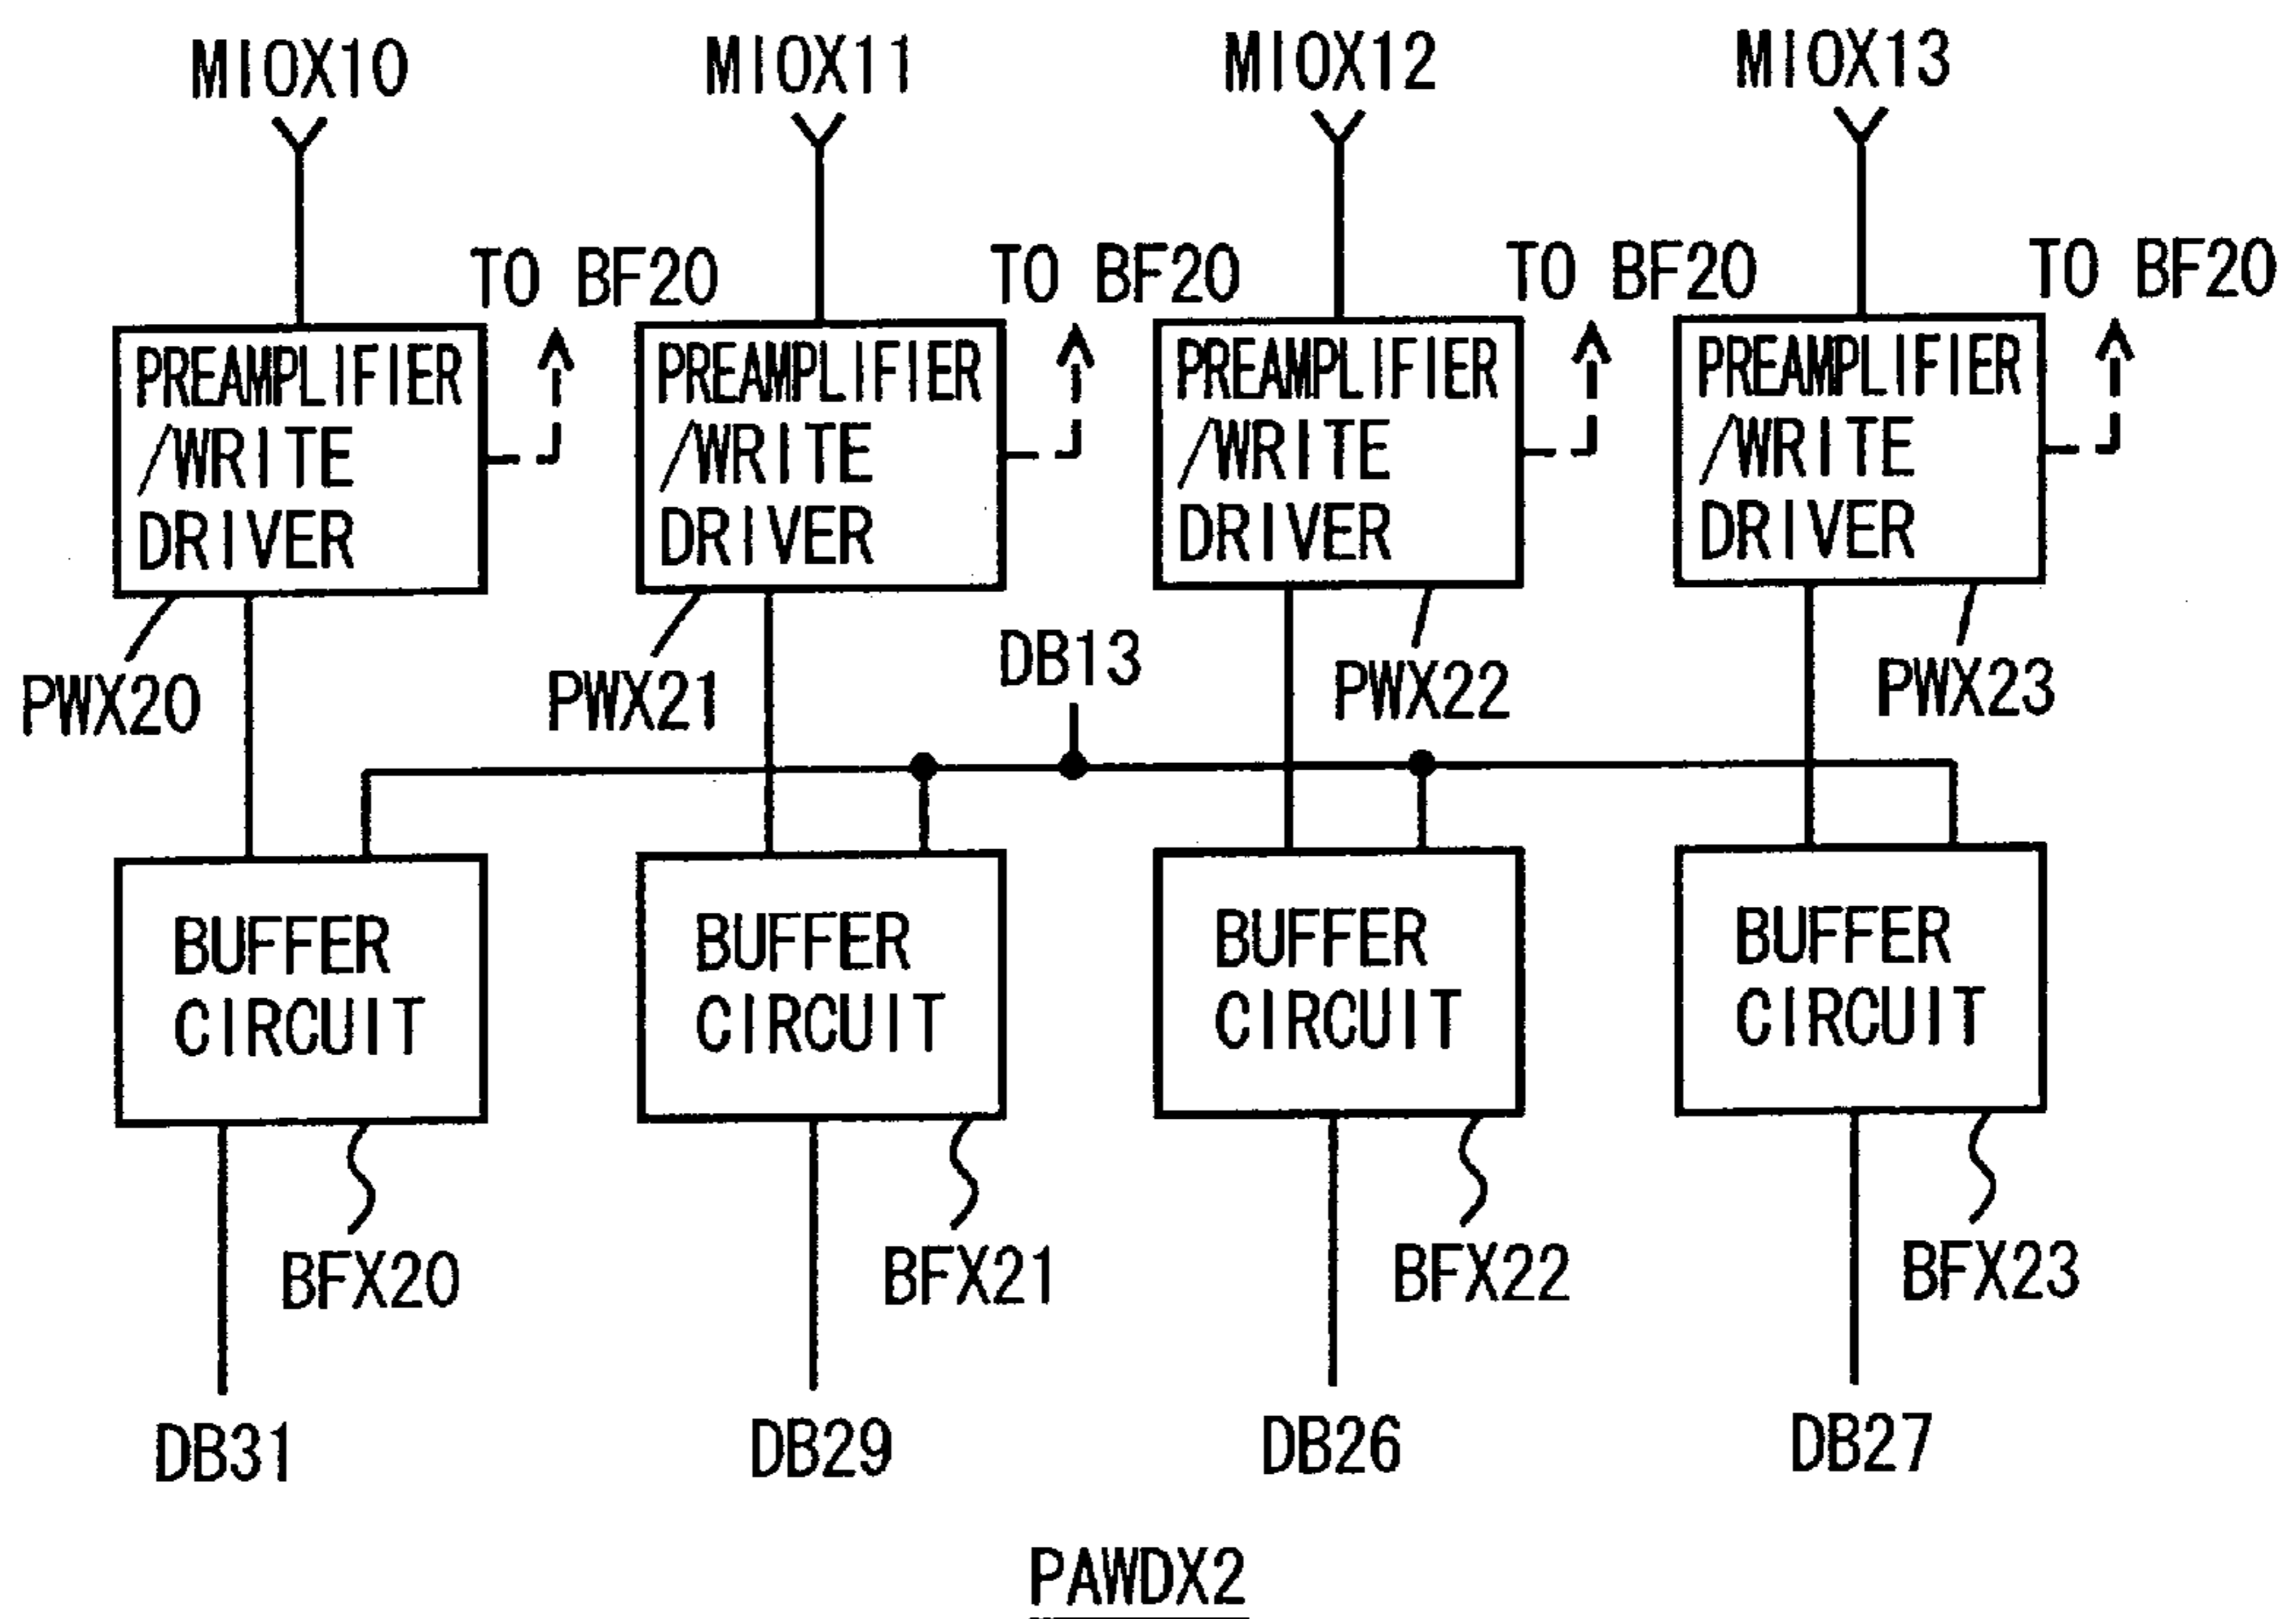 MIOX10 MIOX11 MIOX12 MIOX13
TO BF20 TO BF20 TO BF20 TO BF20
PREAMPLIFIER
/WRITE
DRIVER
PREAMPLIFIER
/WRITE
DRIVER
PREAMPLIFIER
/WRITE
DRIVER
PREAMPLIFIER
/WRITE
DRIVER
PWX20 PWX21 DB13 PWX22 PWX23
BUFFER
CIRCUIT
BUFFER
CIRCUIT
BUFFER
CIRCUIT
BUFFER
CIRCUIT
BFX20 BFX21 BFX22 BFX23
DB31 DB29 DB26 DB27
PAWDX2